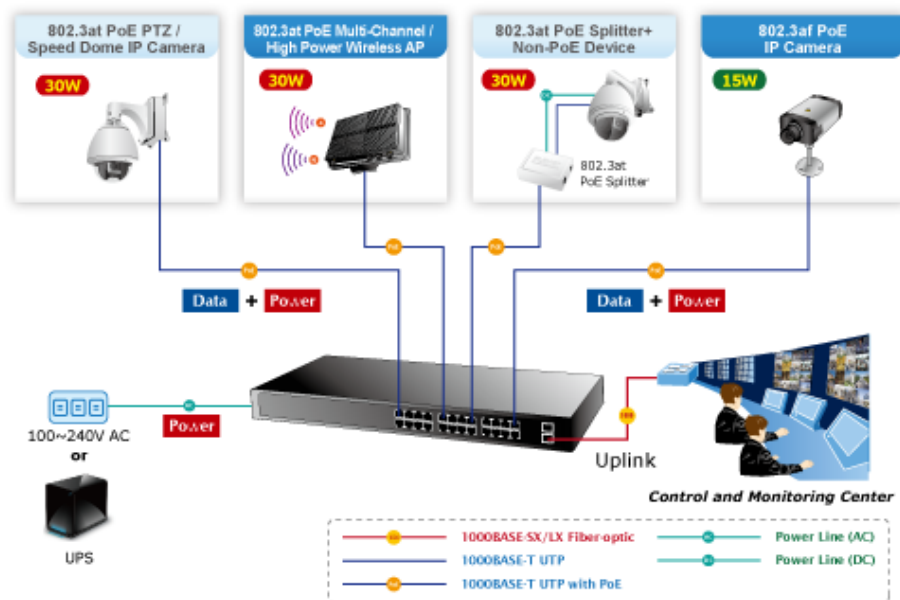 802.3at PoE PTZ /
Speed Dome IP Camera
802.3at PoE Multi-Channel /
High Power Wireless AP
802.3at PoE Splitter+
Non-PoE Device
802.3af PoE
IP Camera
30W
30W
30W
15W
802.3at
PoE Splitter
Data + Power
Data + Power
100~240V AC
or
UPS
Power
Uplink
Control and Monitoring Center
1000BASE-SX/LX Fiber-optic
1000BASE-T UTP
1000BASE-T UTP with PoE
Power Line (AC)
Power Line (DC)